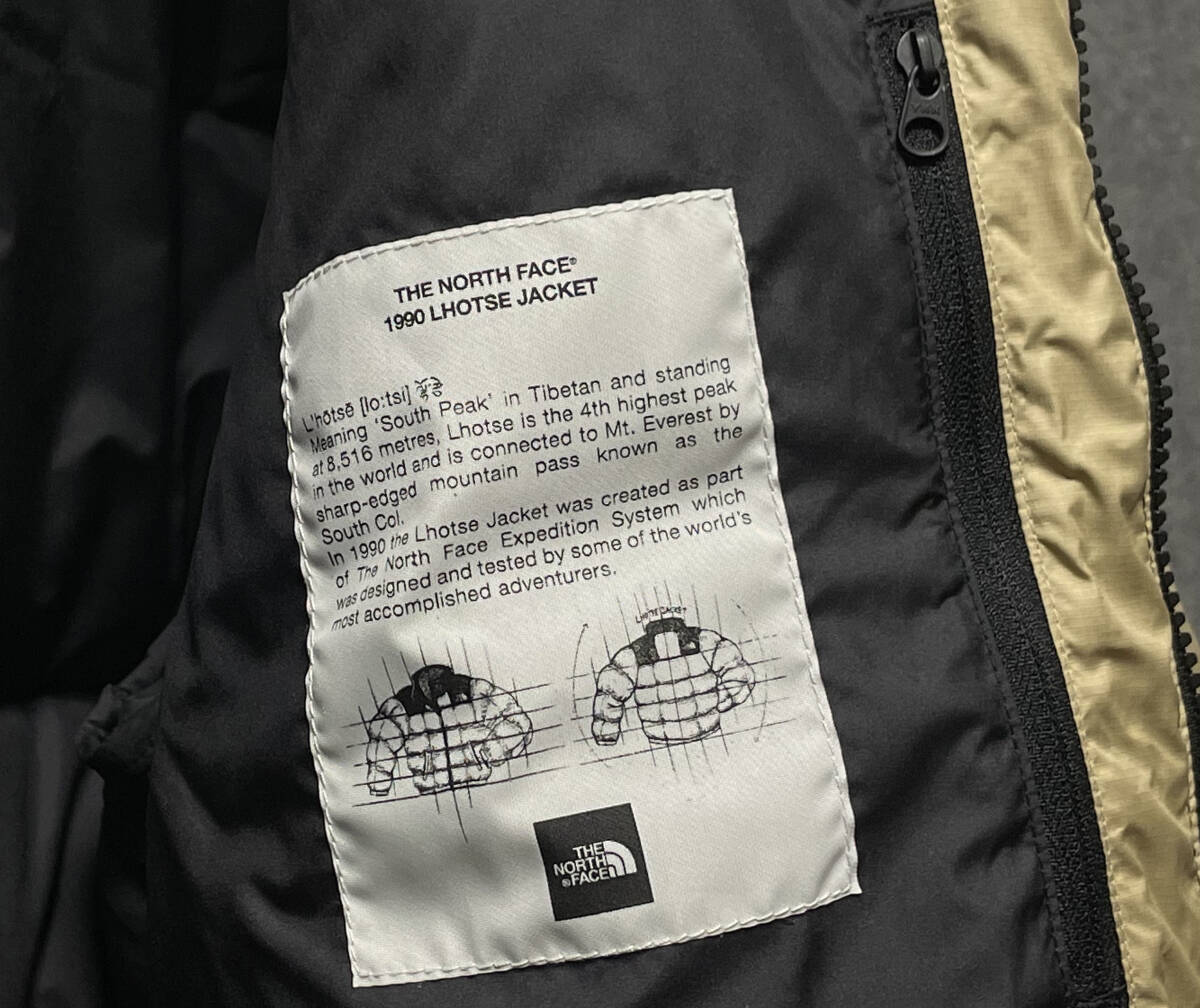 THE NORTH FACE®
1990 LHOTSE JACKET
L'hōtsē [lo:tsi]
Meaning 'South Peak' in Tibetan and standing
at 8,516 metres, Lhotse is the 4th highest peak
in the world and is connected to Mt. Everest by
sharp-edged mountain pass known as the
South Col.
In 1990 the Lhotse Jacket was created as part
of The North Face Expedition System which
was designed and tested by some of the world's
most accomplished adventurers.
LHOTSE JACKET
THE
NORTH
®FACE